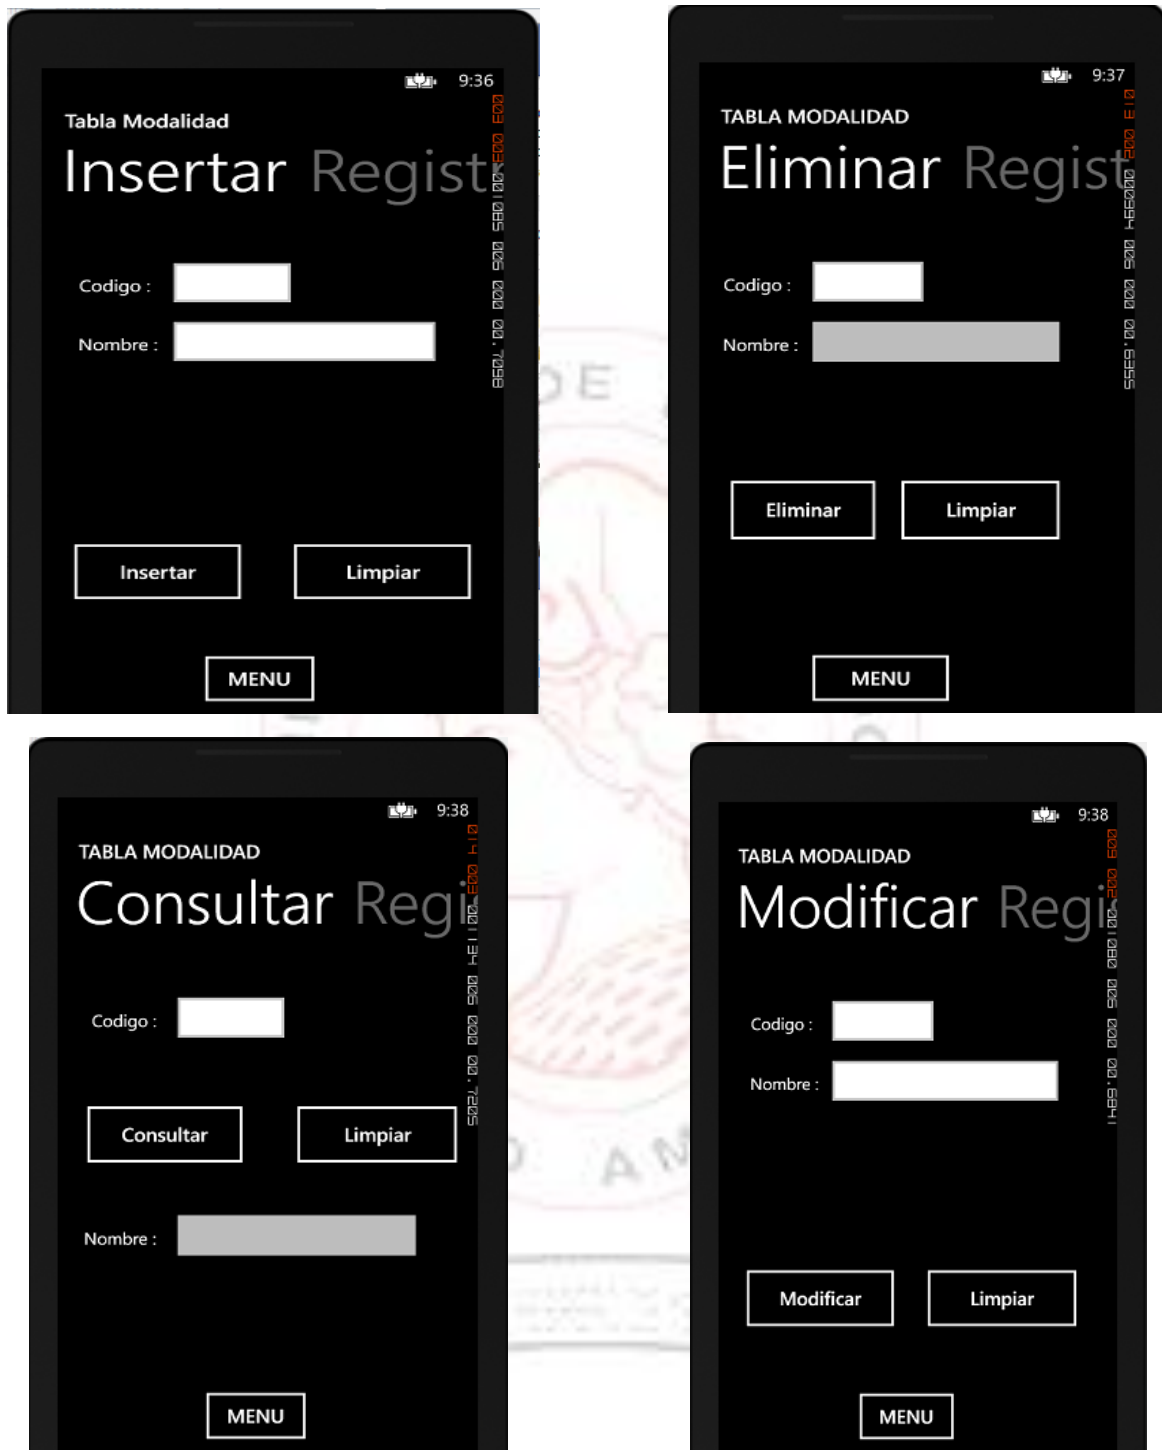 9:36
Tabla Modalidad
Insertar Regist
Codigo :
Nombre :
Insertar
Limpiar
MENU
9:37
TABLA MODALIDAD
Eliminar Regist
Codigo :
Nombre :
Eliminar
Limpiar
MENU
9:38
TABLA MODALIDAD
Consultar Regi
Codigo :
Consultar
Limpiar
Nombre :
MENU
9:38
TABLA MODALIDAD
Modificar Regi
Codigo :
Nombre :
Modificar
Limpiar
MENU
DE
AM